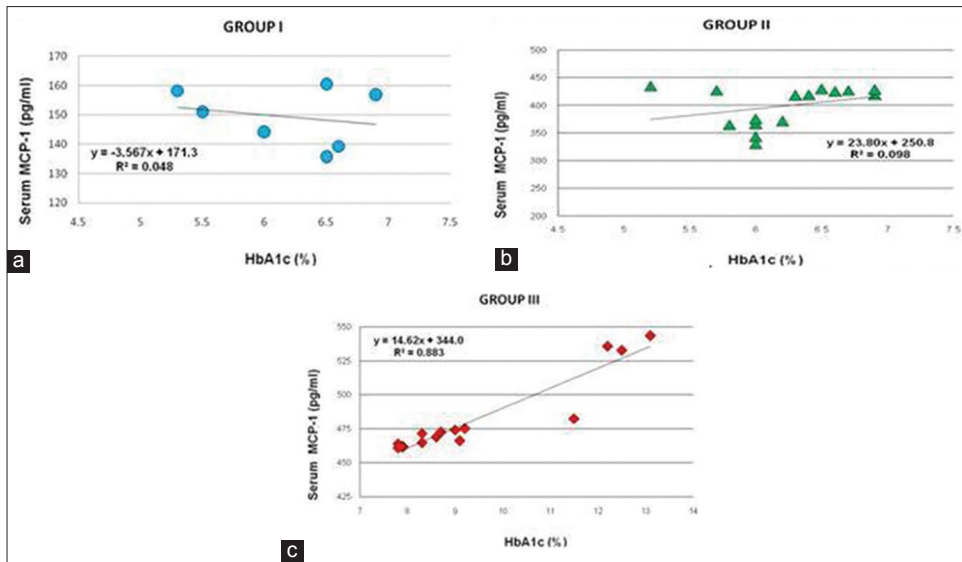 GROUP I
Serum MCP-1 (pg/ml)
170
160
150
140
130
120
y = -3.567x + 171.3
R² = 0.048
4.5 5 5.5 6 6.5 7 7.5
HbA1c (%)
a
GROUP II
Serum MCP-1 (pg/ml)
500
450
400
350
300
250
200
y = 23.80x + 250.8
R² = 0.098
4.5 5 5.5 6 6.5 7 7.5
HbA1c (%)
b
GROUP III
Serum MCP-1 (pg/ml)
550
525
500
475
450
425
y = 14.62x + 344.0
R² = 0.883
7 8 9 10 11 12 13 14
HbA1c (%)
c